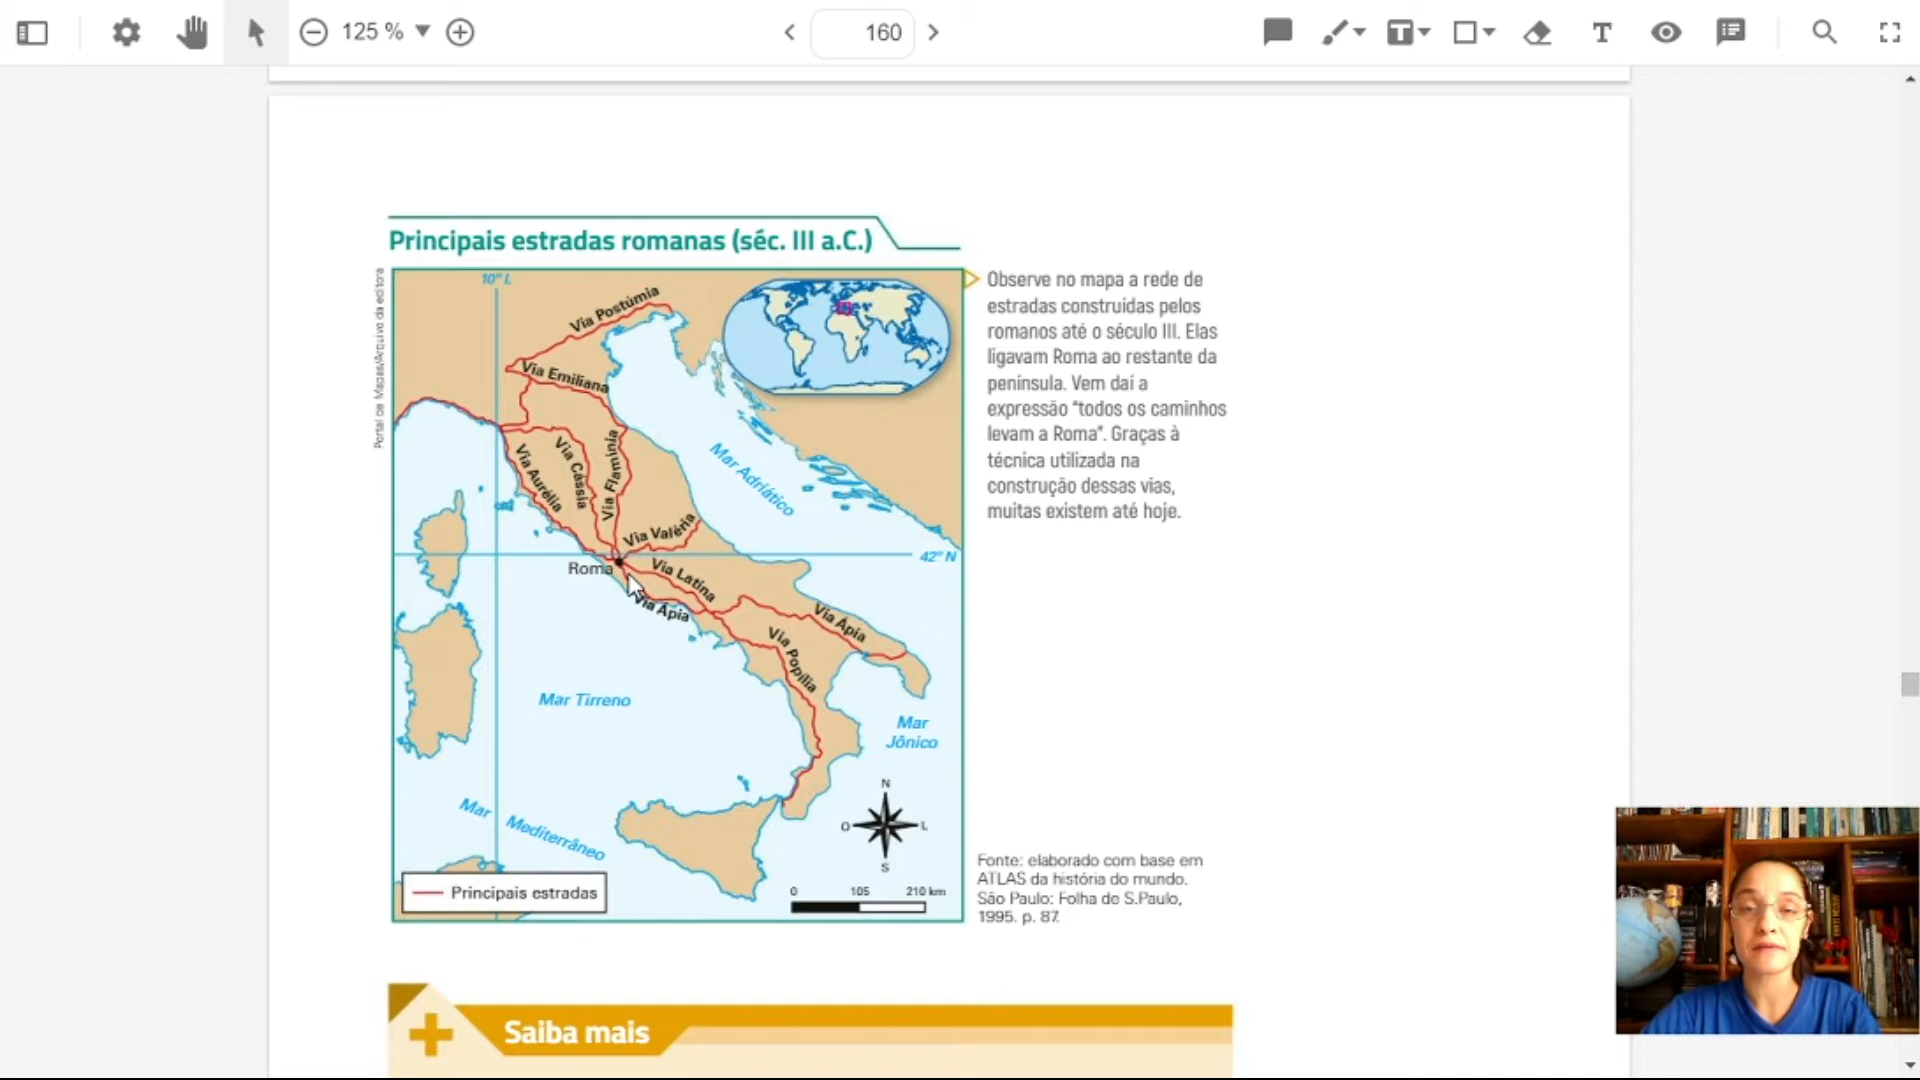 125 %
160
Principais estradas romanas (séc. III a.C.)
Portal de Mapas/Arquivo da editora
10° L
Via Postúmia
Via Emiliana
Via Aurélia
Via Cássia
Via Flamínia
Via Valéria
Mar Adriático
42° N
Roma
Via Latina
Via Ápia
Via Ápia
Via Popília
Mar Tirreno
Mar
Jônico
Mar Mediterrâneo
N
O
L
S
Principais estradas
0 105 210 km
Observe no mapa a rede de
estradas construídas pelos
romanos até o século III. Elas
ligavam Roma ao restante da
península. Vem daí a
expressão "todos os caminhos
levam a Roma". Graças à
técnica utilizada na
construção dessas vias,
muitas existem até hoje.
Fonte: elaborado com base em
ATLAS da história do mundo.
São Paulo: Folha de S.Paulo,
1995. p. 87.
Saiba mais